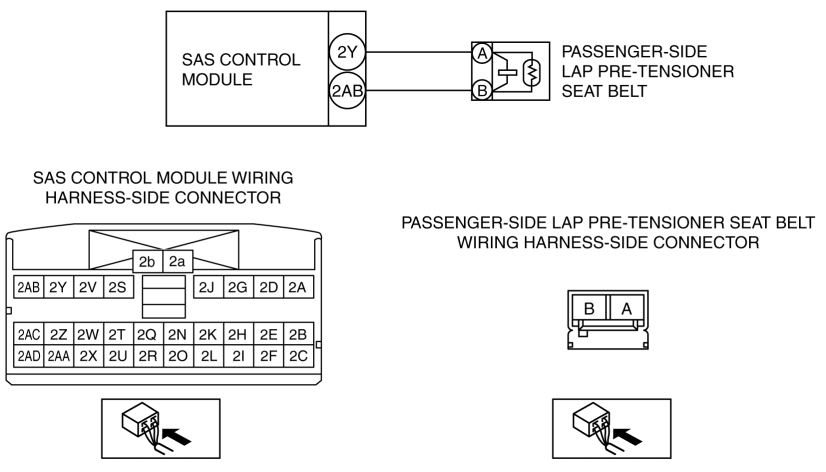 SAS CONTROL
MODULE
2Y
2AB
A
B
PASSENGER-SIDE
LAP PRE-TENSIONER
SEAT BELT
SAS CONTROL MODULE WIRING
HARNESS-SIDE CONNECTOR
2b 2a
2AB 2Y 2V 2S 2J 2G 2D 2A
2AC 2Z 2W 2T 2Q 2N 2K 2H 2E 2B
2AD 2AA 2X 2U 2R 2O 2L 2I 2F 2C
PASSENGER-SIDE LAP PRE-TENSIONER SEAT BELT
WIRING HARNESS-SIDE CONNECTOR
B A